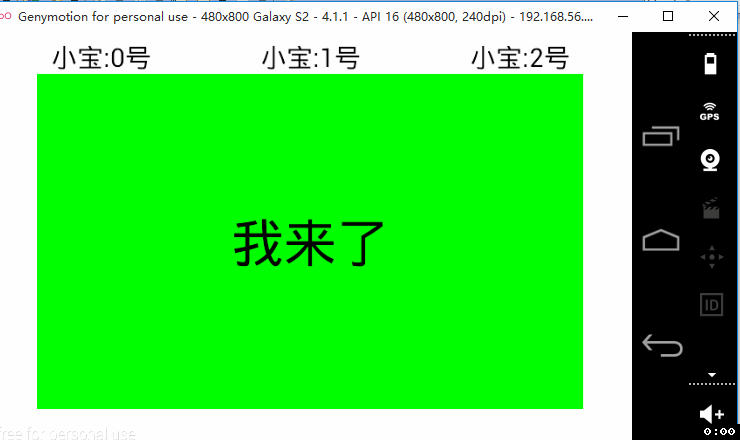 Genymotion for personal use - 480x800 Galaxy S2 - 4.1.1 - API 16 (480x800, 240dpi) - 192.168.56....
小宝:0号 小宝:1号 小宝:2号
GPS
我来了
ID
free for personal use
0:00